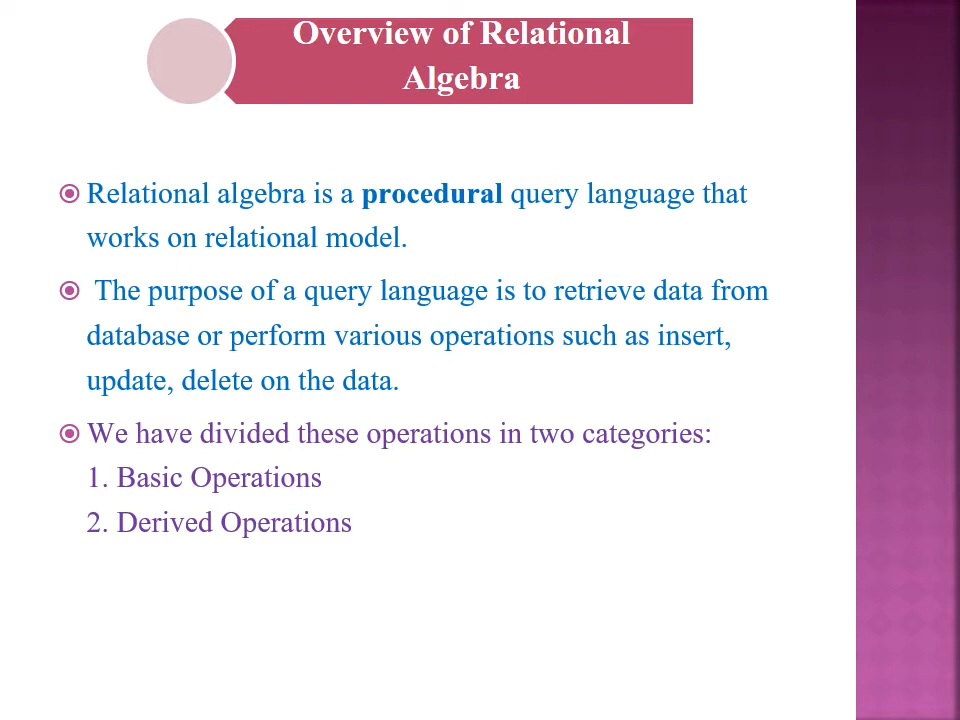 Overview of Relational
Algebra
Relational algebra is a procedural query language that
works on relational model.
The purpose of a query language is to retrieve data from
database or perform various operations such as insert,
update, delete on the data.
We have divided these operations in two categories:
1. Basic Operations
2. Derived Operations